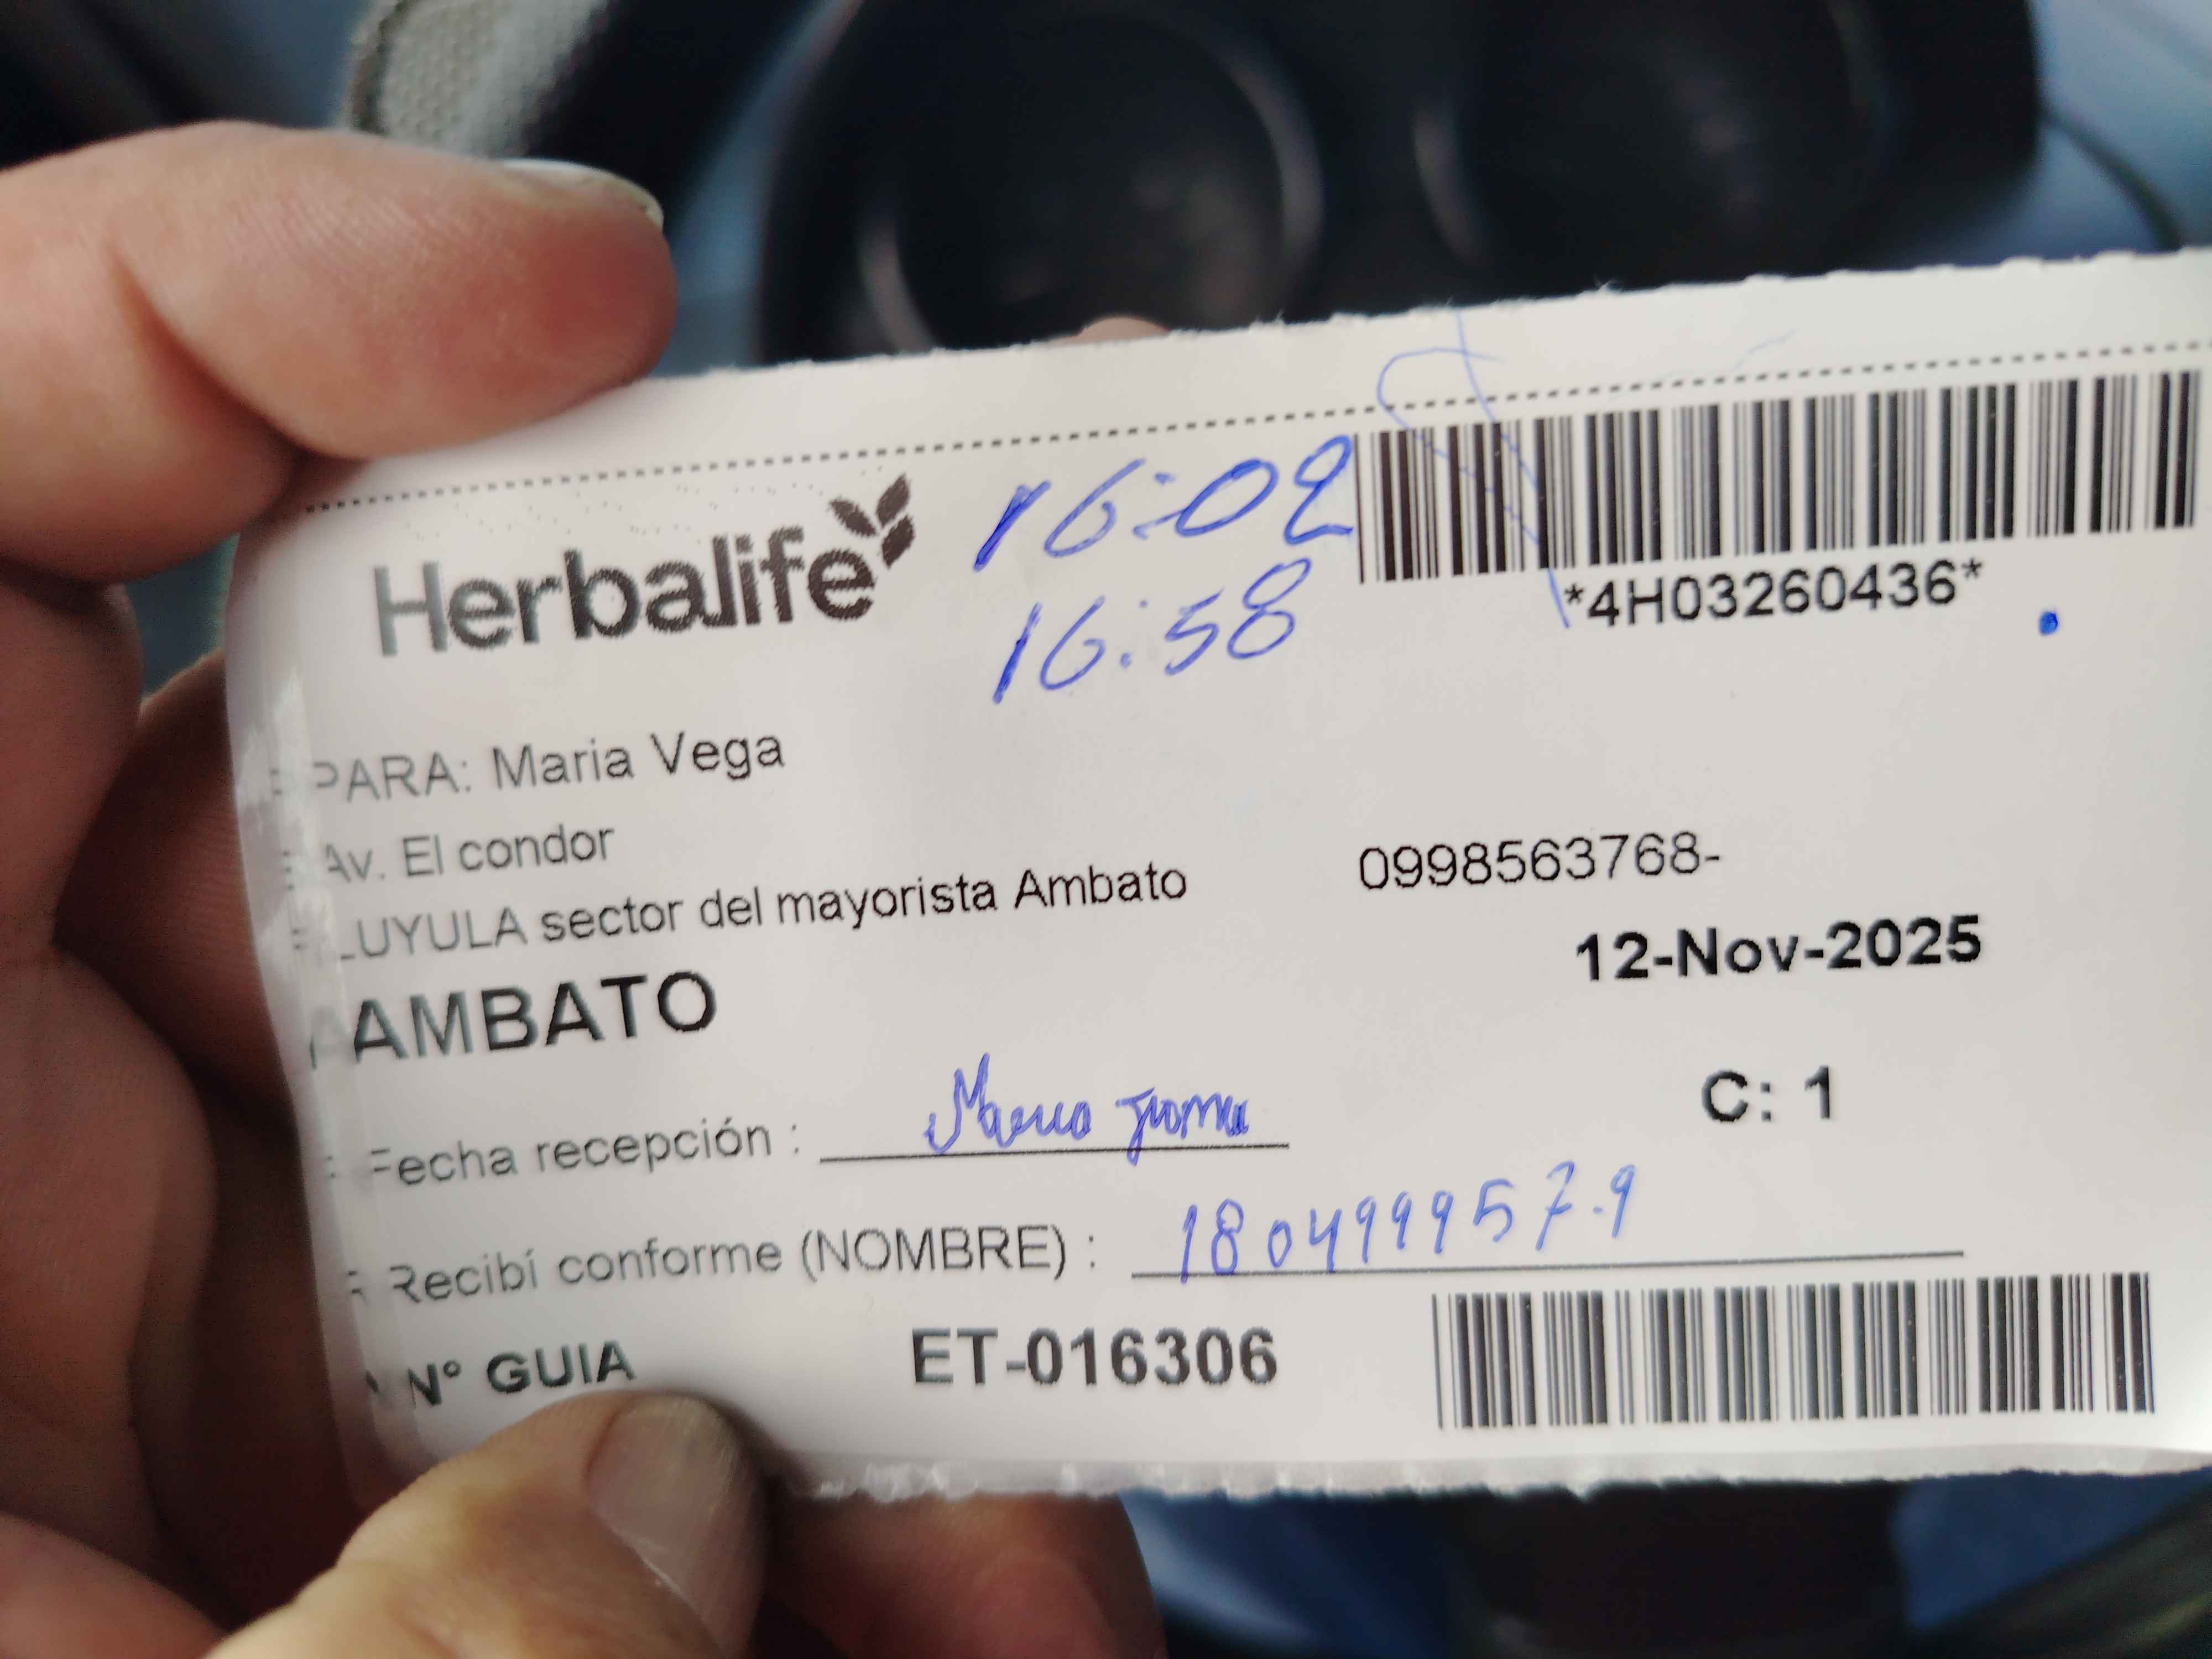 Herbalife
16:02
16:58
*4H03260436*
PARA: Maria Vega
Av. El condor
LUYULA sector del mayorista Ambato 0998563768-
12-Nov-2025
AMBATO
C: 1
Fecha recepción :
Recibí conforme (NOMBRE) : 180499957-9
N° GUIA ET-016306